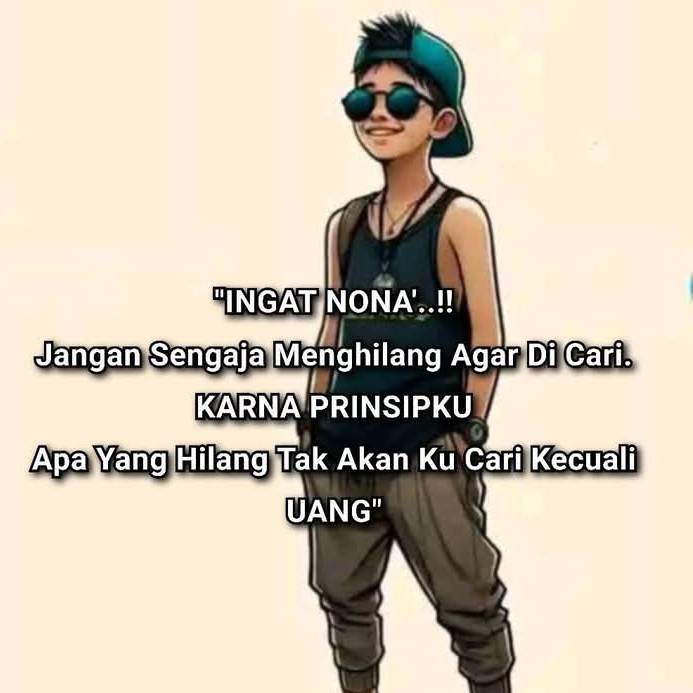 "INGAT NONA'..!!
Jangan Sengaja Menghilang Agar Di Cari.
KARNA PRINSIPKU
Apa Yang Hilang Tak Akan Ku Cari Kecuali
UANG"